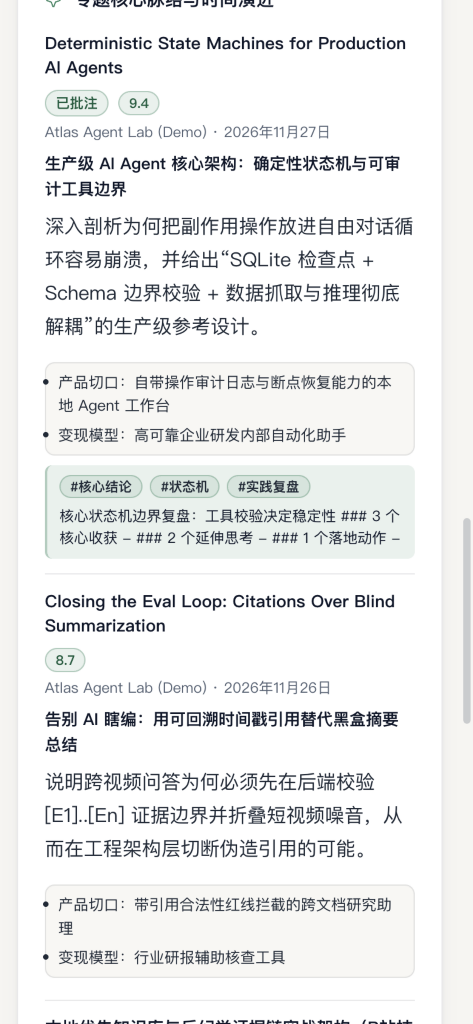 专题核心脉络与时间演进
Deterministic State Machines for Production
AI Agents
已批注 9.4
Atlas Agent Lab (Demo) · 2026年11月27日
生产级 AI Agent 核心架构：确定性状态机与可审
计工具边界
深入剖析为何把副作用操作放进自由对话循
环容易崩溃，并给出“SQLite 检查点 +
Schema 边界校验 + 数据抓取与推理彻底
解耦”的生产级参考设计。
• 产品切口：自带操作审计日志与断点恢复能力的本
地 Agent 工作台
• 变现模型：高可靠企业研发内部自动化助手
#核心结论 #状态机 #实践复盘
核心状态机边界复盘：工具校验决定稳定性 ### 3 个
核心收获 – ### 2 个延伸思考 – ### 1 个落地动作 –
Closing the Eval Loop: Citations Over Blind
Summarization
8.7
Atlas Agent Lab (Demo) · 2026年11月26日
告别 AI 瞎编：用可回溯时间戳引用替代黑盒摘要
总结
说明跨视频问答为何必须先在后端校验
[E1]..[En] 证据边界并折叠短视频噪音，从
而在工程架构层切断伪造引用的可能。
• 产品切口：带引用合法性红线拦截的跨文档研究助
理
• 变现模型：行业研报辅助核查工具